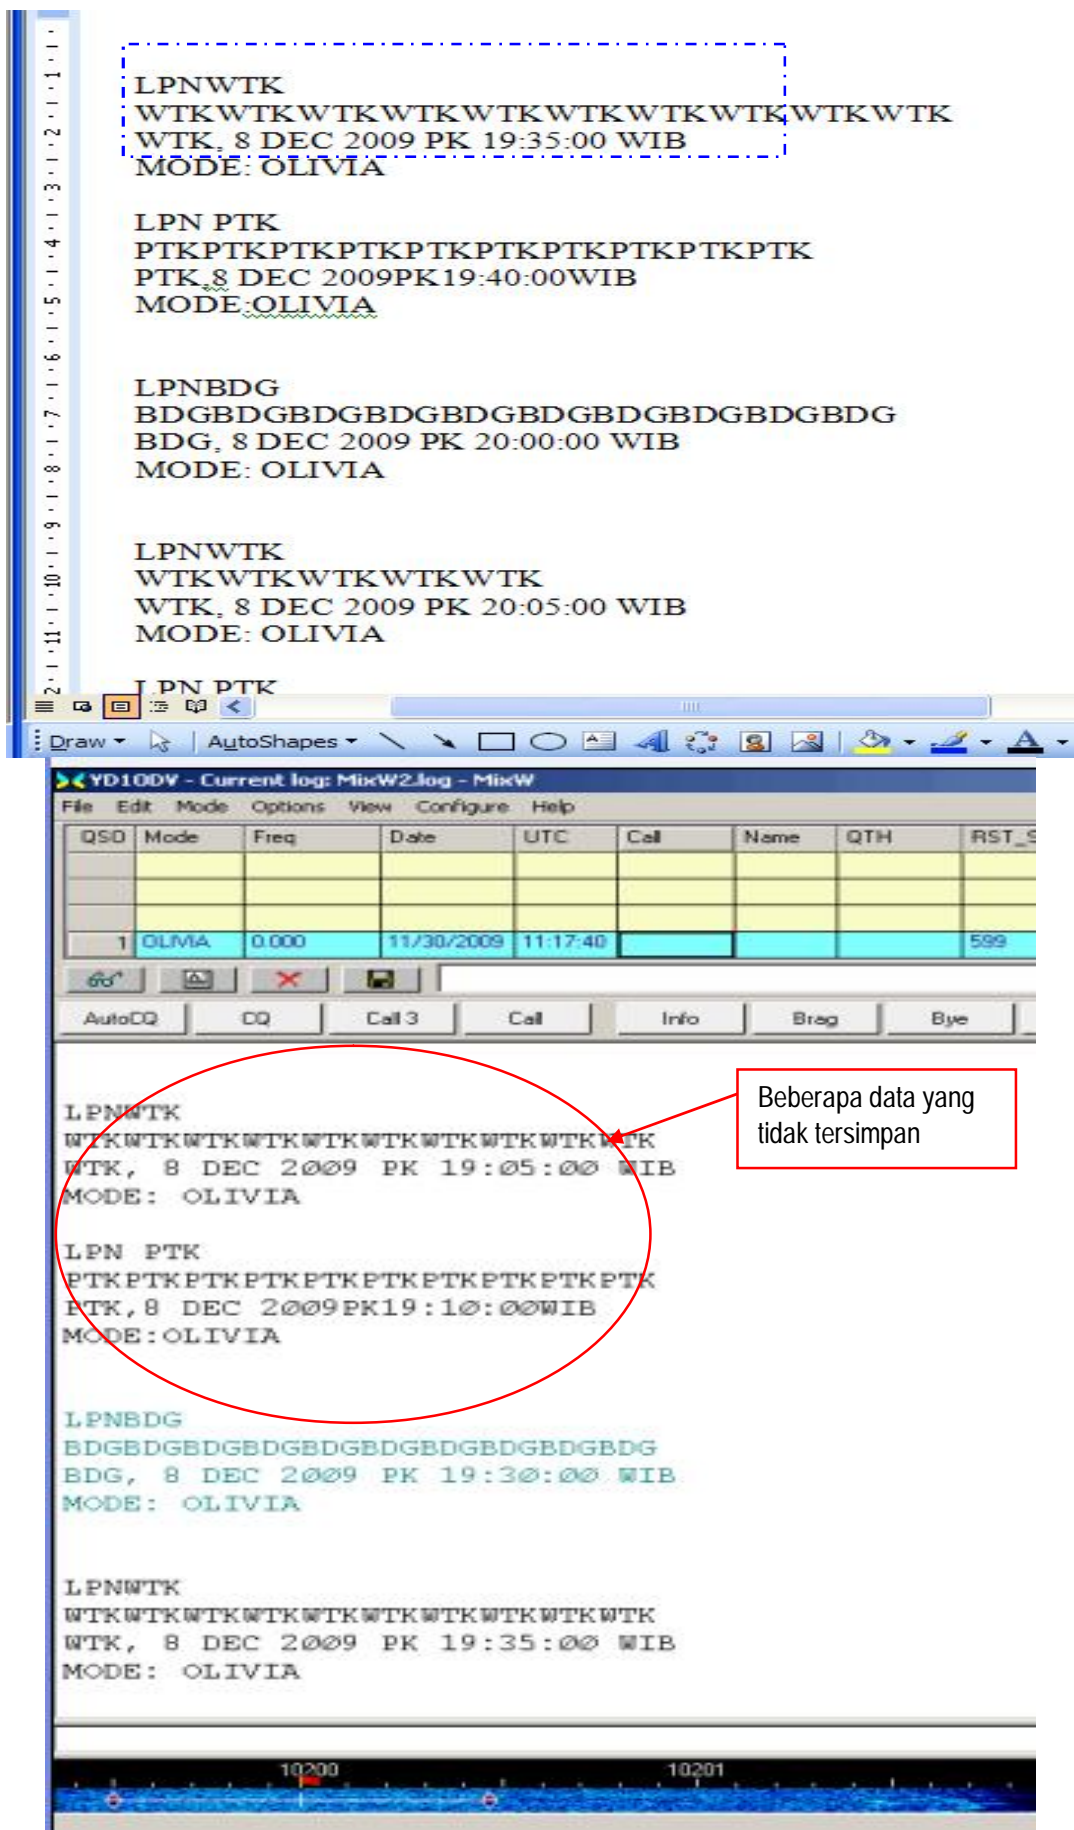 LPNWTK
WTKWTKWTKWTKWTKWTKWTKWTKWTKWTK
WTK, 8 DEC 2009 PK 19:35:00 WIB
MODE: OLIVIA
LPN PTK
PTKPTKPTKPTKPTKPTKPTKPTKPTKPTK
PTK,8 DEC 2009PK19:40:00WIB
MODE:OLIVIA
LPNBDG
BDGBDGBDGBDGBDGBDGBDGBDGBDGBDG
BDG, 8 DEC 2009 PK 20:00:00 WIB
MODE: OLIVIA
LPNWTK
WTKWTKWTKWTKWTK
WTK, 8 DEC 2009 PK 20:05:00 WIB
MODE: OLIVIA
LPN PTK
Draw AutoShapes
YD1ODV - Current log: MixW2.log - MixW
File Edit Mode Options View Configure Help
QSO Mode Freq Date UTC Call Name QTH RST_S
1 OLIVIA 0.000 11/30/2009 11:17:40 599
AutoCQ CQ Call 3 Call Info Brag Bye
Beberapa data yang
tidak tersimpan
LPNWTK
WTKWTKWTKWTKWTKWTKWTKWTKWTKWTK
WTK, 8 DEC 2009 PK 19:05:00 WIB
MODE: OLIVIA
LPN PTK
PTKPTKPTKPTKPTKPTKPTKPTKPTKPTK
PTK,8 DEC 2009PK19:10:00WIB
MODE:OLIVIA
LPNBDG
BDGBDGBDGBDGBDGBDGBDGBDGBDGBDG
BDG, 8 DEC 2009 PK 19:30:00 WIB
MODE: OLIVIA
LPNWTK
WTKWTKWTKWTKWTKWTKWTKWTKWTKWTK
WTK, 8 DEC 2009 PK 19:35:00 WIB
MODE: OLIVIA
10200 10201